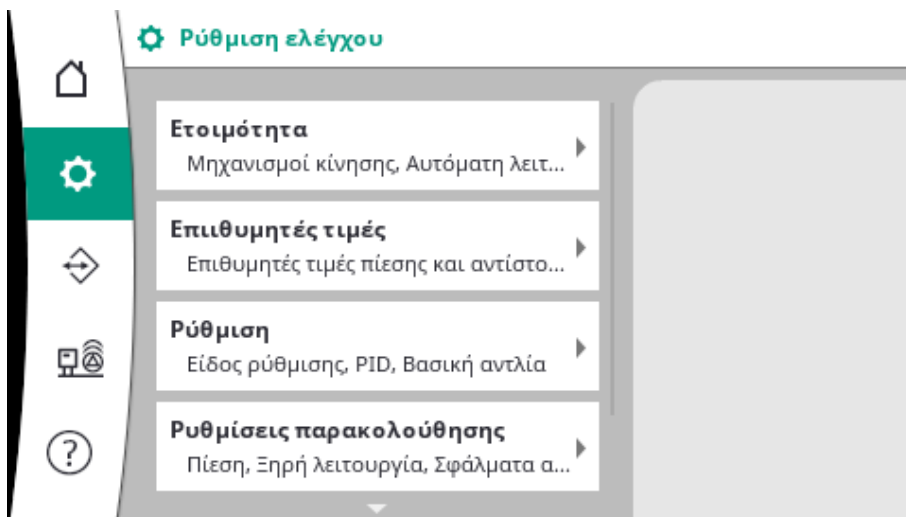 Ρύθμιση ελέγχου
Ετοιμότητα
Μηχανισμοί κίνησης, Αυτόματη λειτ...
Επιιθυμητές τιμές
Επιθυμητές τιμές πίεσης και αντίστο...
Ρύθμιση
Είδος ρύθμισης, PID, Βασική αντλία
Ρυθμίσεις παρακολούθησης
Πίεση, Ξηρή λειτουργία, Σφάλματα α...